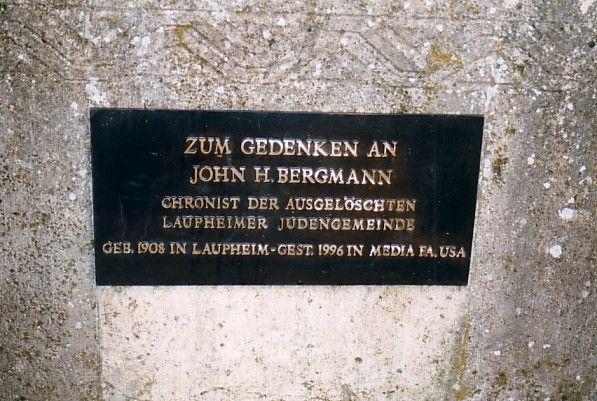 ZUM GEDENKEN AN
JOHN H. BERGMANN
CHRONIST DER AUSGELÖSCHTEN
LAUPHEIMER JUDENGEMEINDE
GEB. 1908 IN LAUPHEIM-GEST. 1996 IN MEDIA PA. USA